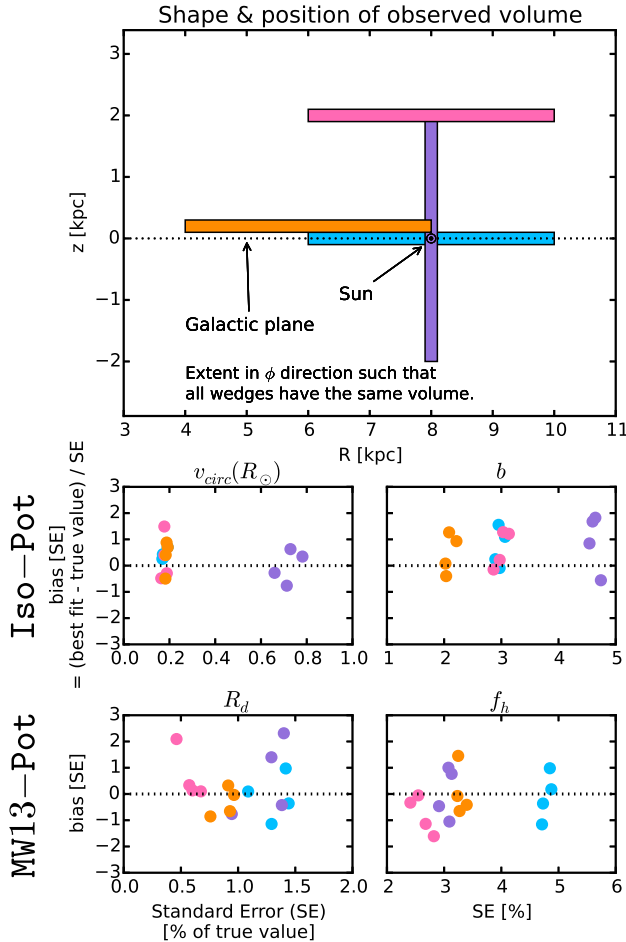 Shape & position of observed volume
3
2
1
0
−1
−2
z [kpc]
Sun
Galactic plane
Extent in ϕ direction such that
all wedges have the same volume.
3 4 5 6 7 8 9 10 11
R [kpc]
Iso−Pot
bias [SE]
= (best fit - true value) / SE
v_circ(R_⊙)
3
2
1
0
−1
−2
−3
0.0 0.2 0.4 0.6 0.8 1.0
b
1 2 3 4 5
MW13−Pot
bias [SE]
R_d
3
2
1
0
−1
−2
−3
0.0 0.5 1.0 1.5 2.0
Standard Error (SE)
[% of true value]
f_h
2 3 4 5 6
SE [%]